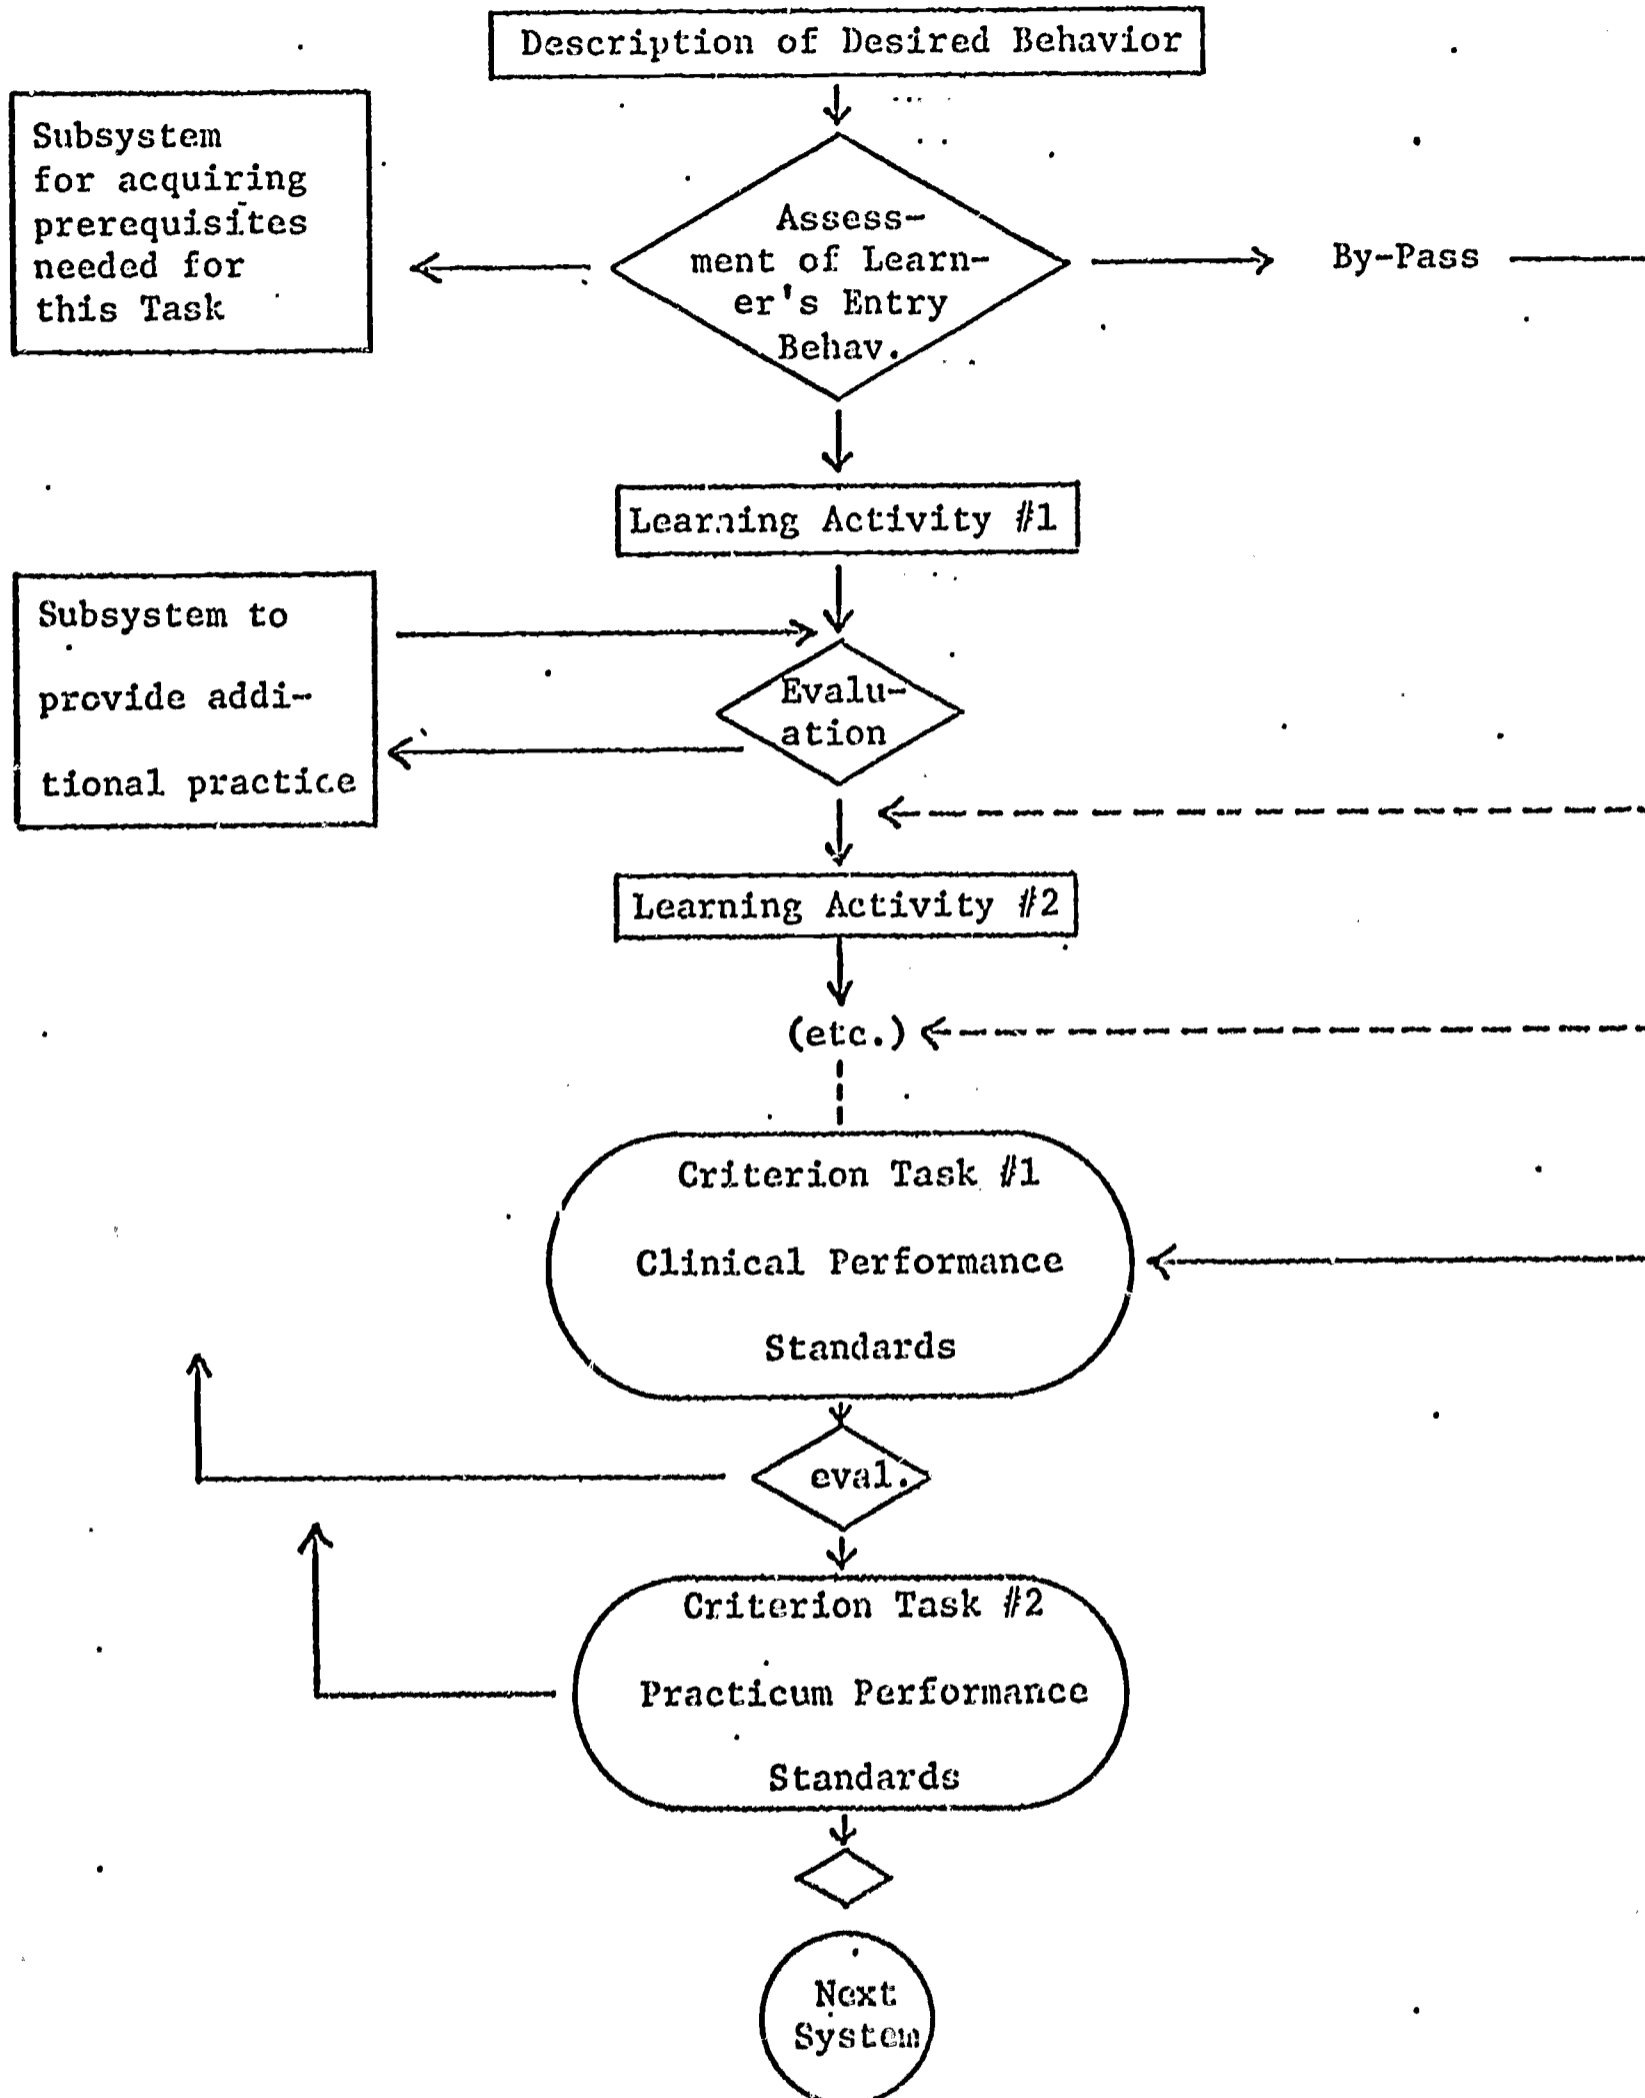 Description of Desired Behavior
Subsystem
for acquiring
prerequisites
needed for
this Task
Assess-
ment of Learn-
er's Entry
Behav.
By-Pass
Learning Activity #1
Subsystem to
provide addi-
tional practice
Evalu-
ation
Learning Activity #2
(etc.)
Criterion Task #1
Clinical Performance
Standards
eval.
Criterion Task #2
Practicum Performance
Standards
Next
System